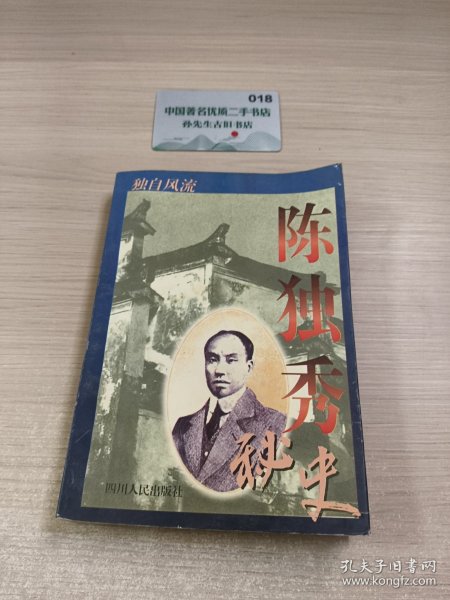 018
中国著名优质二手书店
孙先生古旧书店
独自风流
陈独秀
秘史
四川人民出版社
孔夫子旧书网
www.kongfz.com